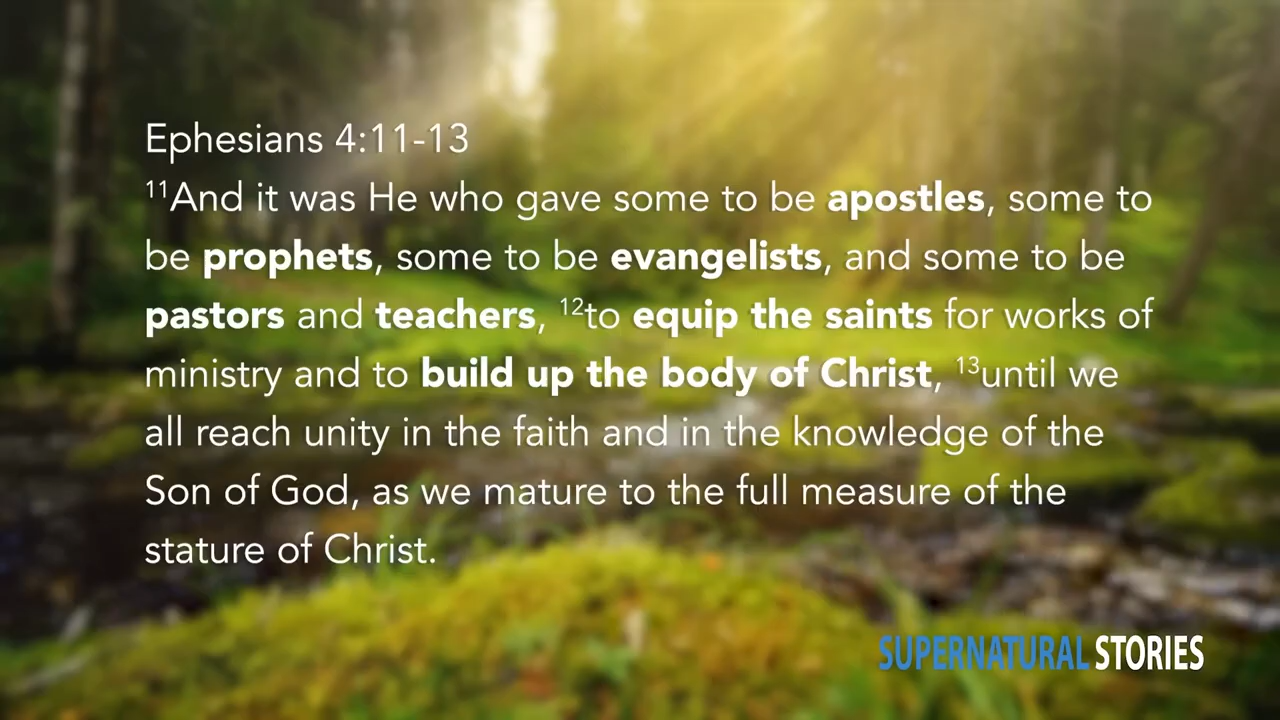 Ephesians 4:11-13
¹¹And it was He who gave some to be apostles, some to
be prophets, some to be evangelists, and some to be
pastors and teachers, ¹²to equip the saints for works of
ministry and to build up the body of Christ, ¹³until we
all reach unity in the faith and in the knowledge of the
Son of God, as we mature to the full measure of the
stature of Christ.
SUPERNATURAL STORIES